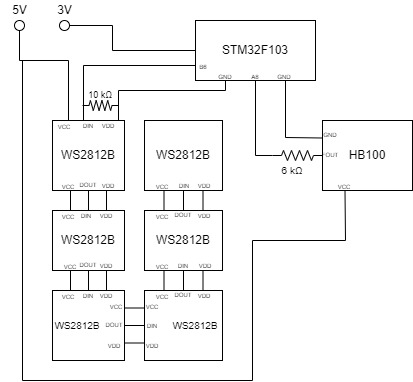 5V 3V
STM32F103
B6
GND A8 GND
10 kΩ
VCC DIN VDD
WS2812B WS2812B
GND
OUT
HB100
6 kΩ
VCC
VCC DOUT VDD VCC DIN VDD
VCC DIN VDD VCC DOUT VDD
WS2812B WS2812B
VCC DOUT VDD VCC DIN VDD
VCC DIN VDD VCC DOUT VDD
VCC VCC
WS2812B DOUT DIN WS2812B
VDD VDD